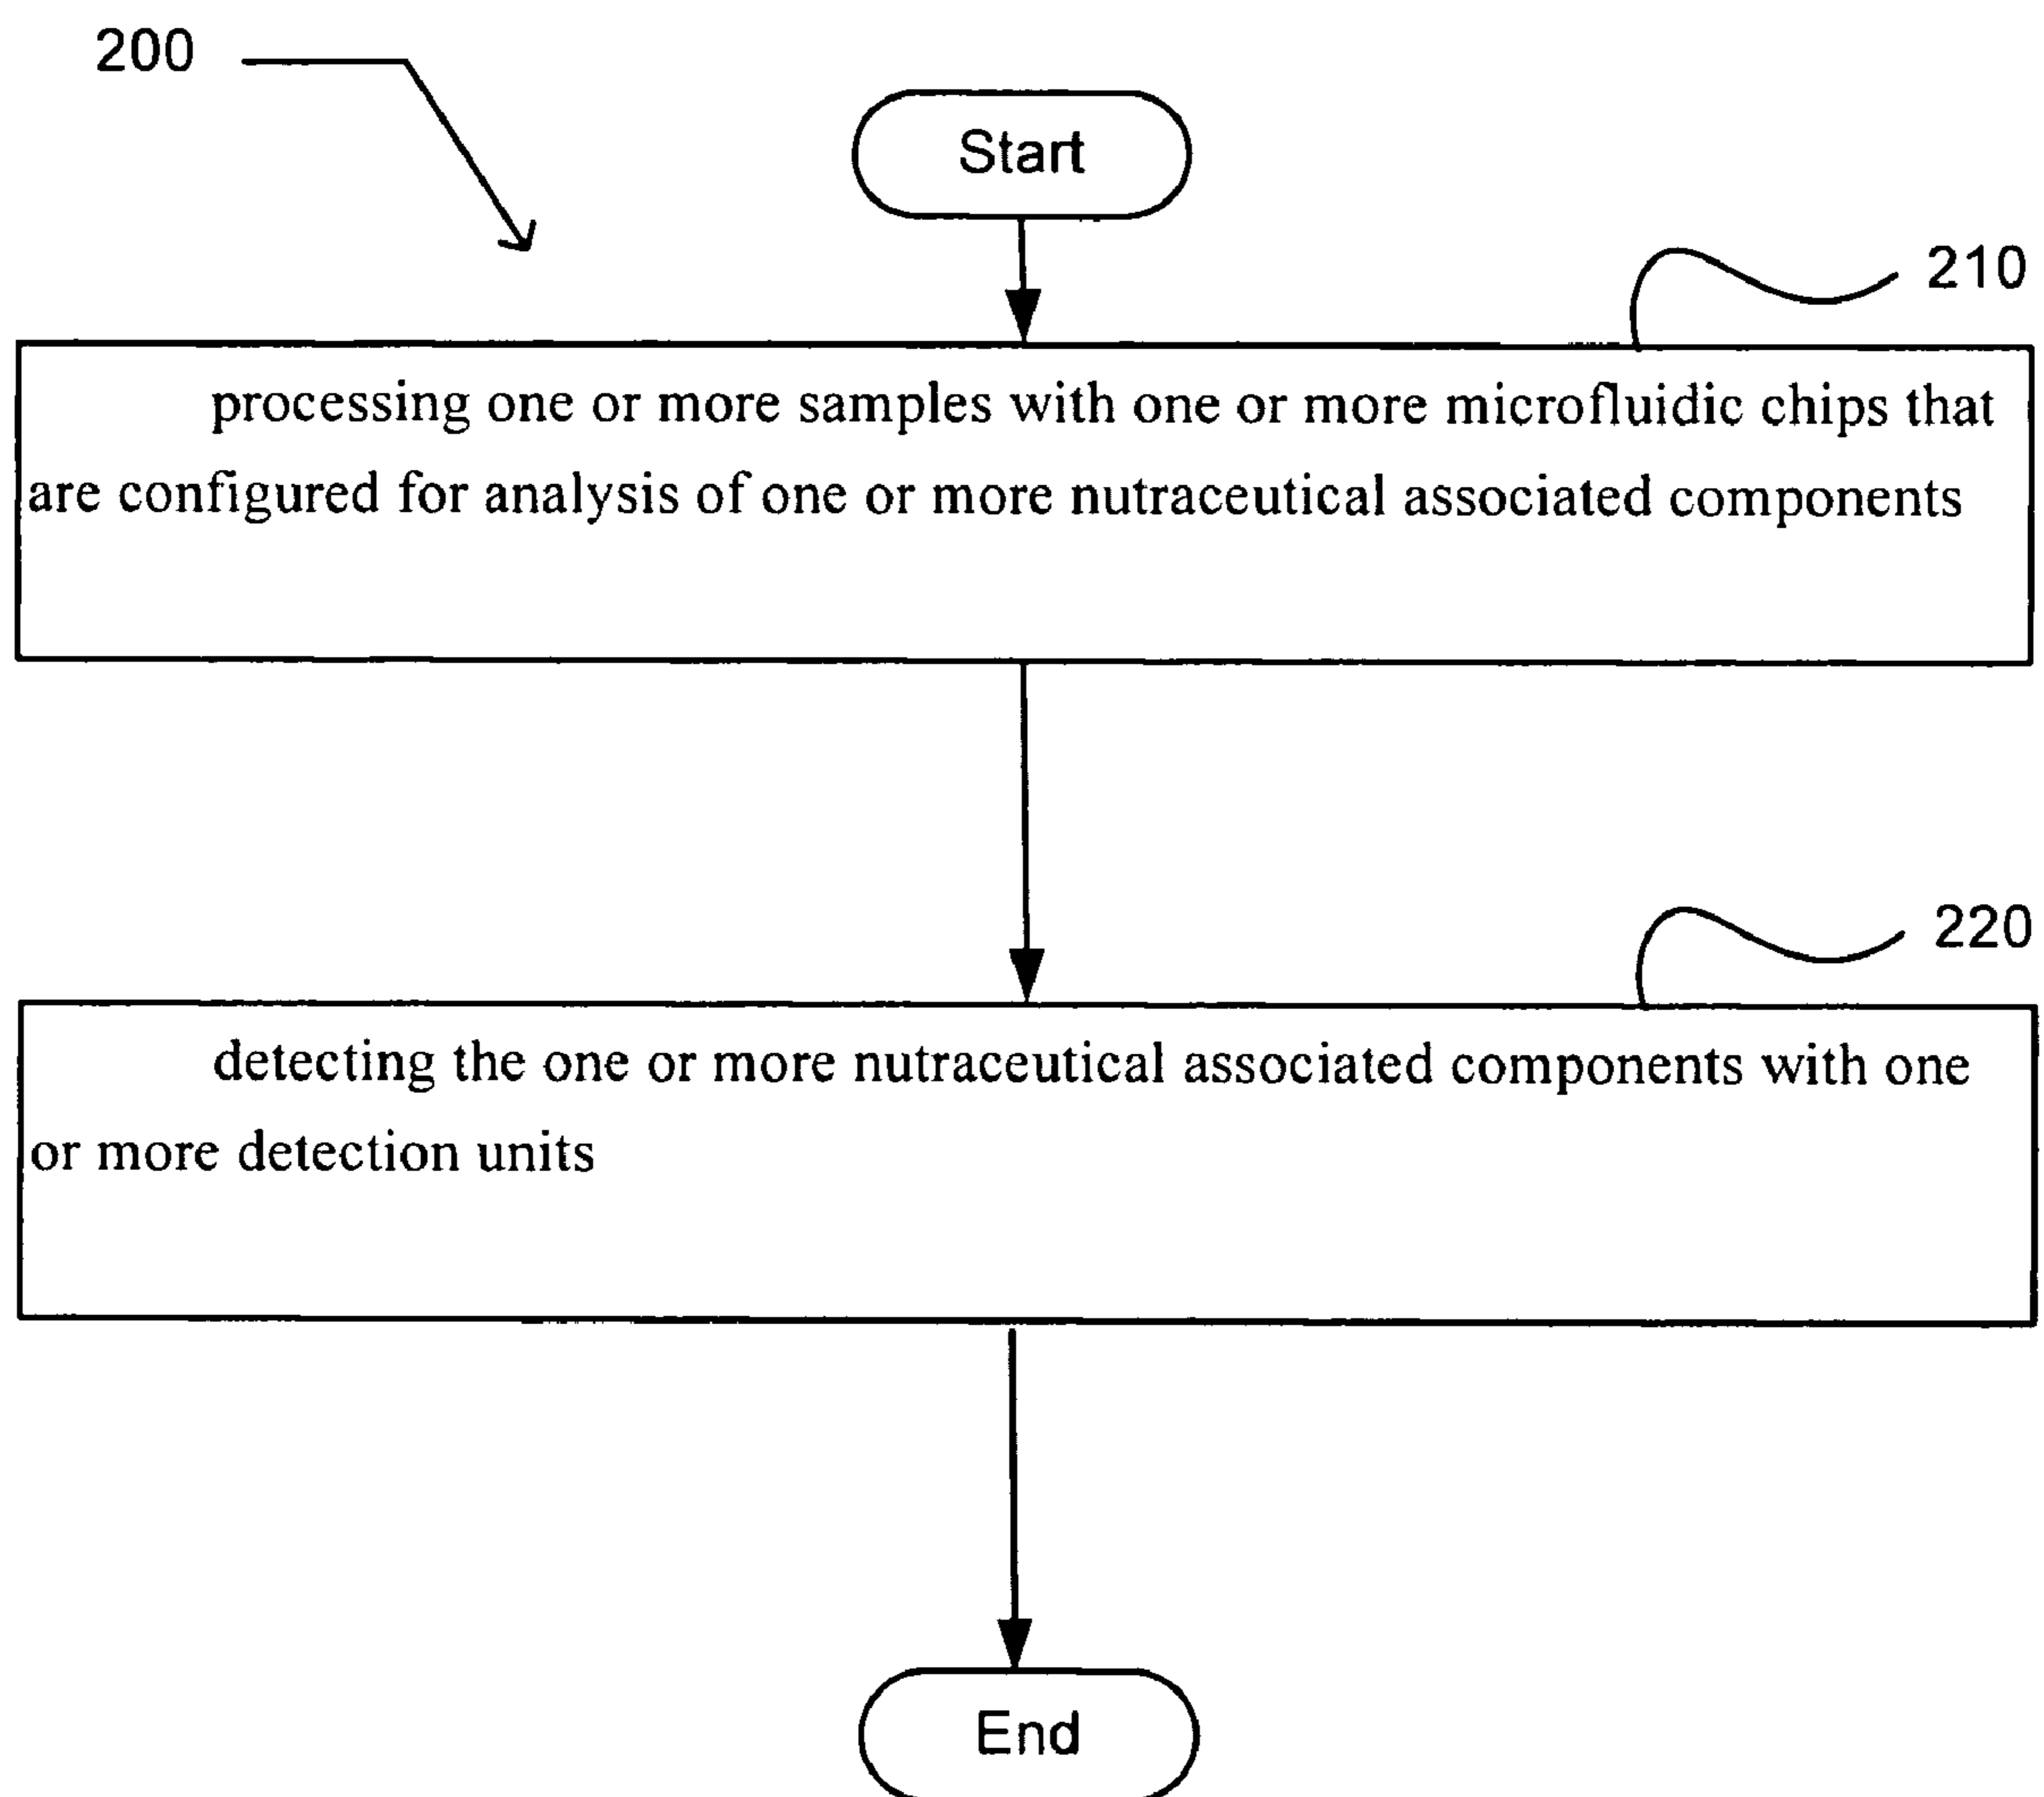 200
Start
210
processing one or more samples with one or more microfluidic chips that
are configured for analysis of one or more nutraceutical associated components
220
detecting the one or more nutraceutical associated components with one
or more detection units
End